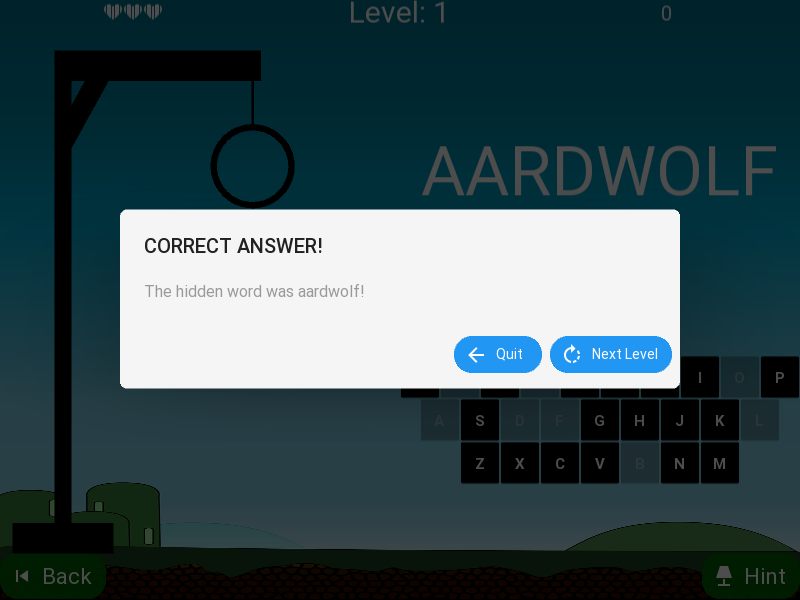 Level: 1
0
AARDWOLF
CORRECT ANSWER!
The hidden word was aardwolf!
Quit
Next Level
I O P
A S D F G H J K L
Z X C V B N M
Back
Hint